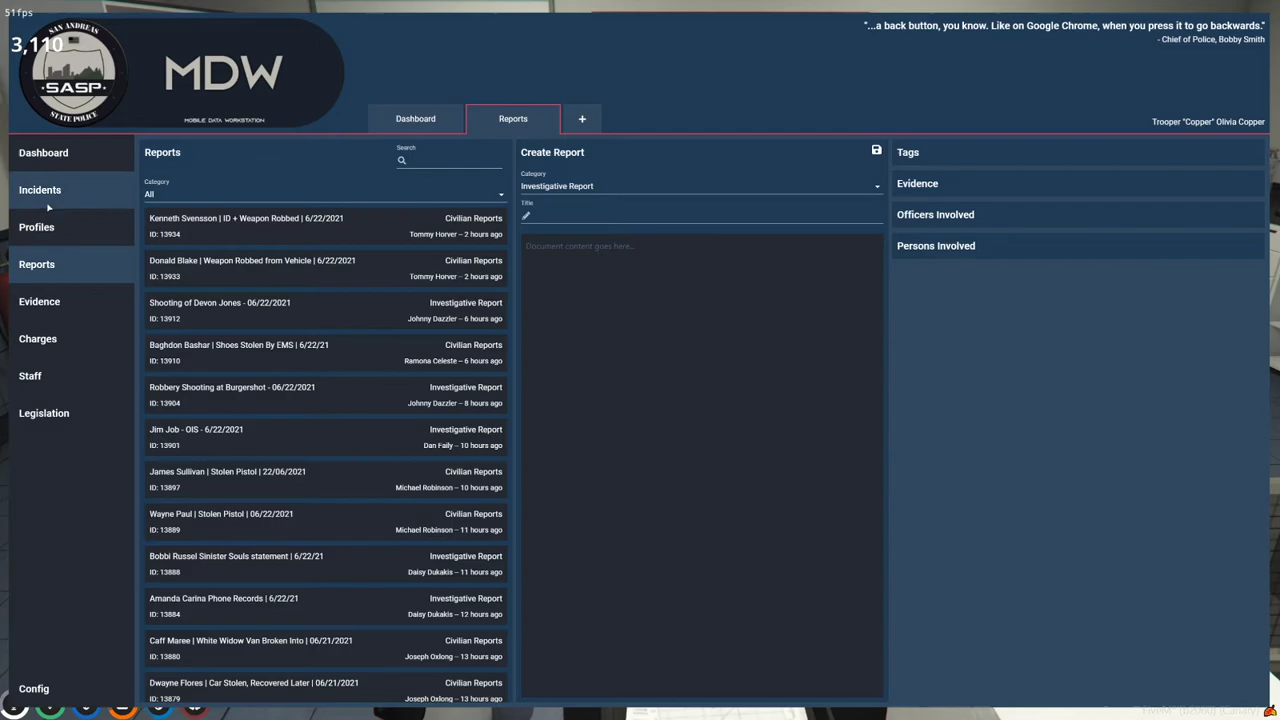 51fps
3,110
SAN ANDREAS
SASP
STATE POLICE
MDW
MOBILE DATA WORKSTATION
"...a back button, you know. Like on Google Chrome, when you press it to go backwards."
- Chief of Police, Bobby Smith
Dashboard
Reports
+
Trooper "Copper" Olivia Copper
Dashboard
Incidents
Profiles
Reports
Evidence
Charges
Staff
Legislation
Config
Reports
Search
Category
All
Kenneth Svensson | ID + Weapon Robbed | 6/22/2021 Civilian Reports
ID: 13934 Tommy Horver – 2 hours ago
Donald Blake | Weapon Robbed from Vehicle | 6/22/2021 Civilian Reports
ID: 13933 Tommy Horver – 2 hours ago
Shooting of Devon Jones - 06/22/2021 Investigative Report
ID: 13912 Johnny Dazzler – 6 hours ago
Baghdon Bashar | Shoes Stolen By EMS | 6/22/21 Civilian Reports
ID: 13910 Ramona Celeste – 6 hours ago
Robbery Shooting at Burgershot - 06/22/2021 Investigative Report
ID: 13904 Johnny Dazzler – 8 hours ago
Jim Job - OIS - 6/22/2021 Investigative Report
ID: 13901 Dan Faily – 10 hours ago
James Sullivan | Stolen Pistol | 22/06/2021 Civilian Reports
ID: 13897 Michael Robinson – 10 hours ago
Wayne Paul | Stolen Pistol | 06/22/2021 Civilian Reports
ID: 13889 Michael Robinson – 11 hours ago
Bobbi Russel Sinister Souls statement | 6/22/21 Investigative Report
ID: 13888 Daisy Dukakis – 11 hours ago
Amanda Carina Phone Records | 6/22/21 Investigative Report
ID: 13884 Daisy Dukakis – 12 hours ago
Caff Maree | White Widow Van Broken Into | 06/21/2021 Civilian Reports
ID: 13880 Joseph Oxlong – 13 hours ago
Dwayne Flores | Car Stolen, Recovered Later | 06/21/2021 Civilian Reports
ID: 13879 Joseph Oxlong – 13 hours ago
Create Report
Category
Investigative Report
Title
Document content goes here...
Tags
Evidence
Officers Involved
Persons Involved